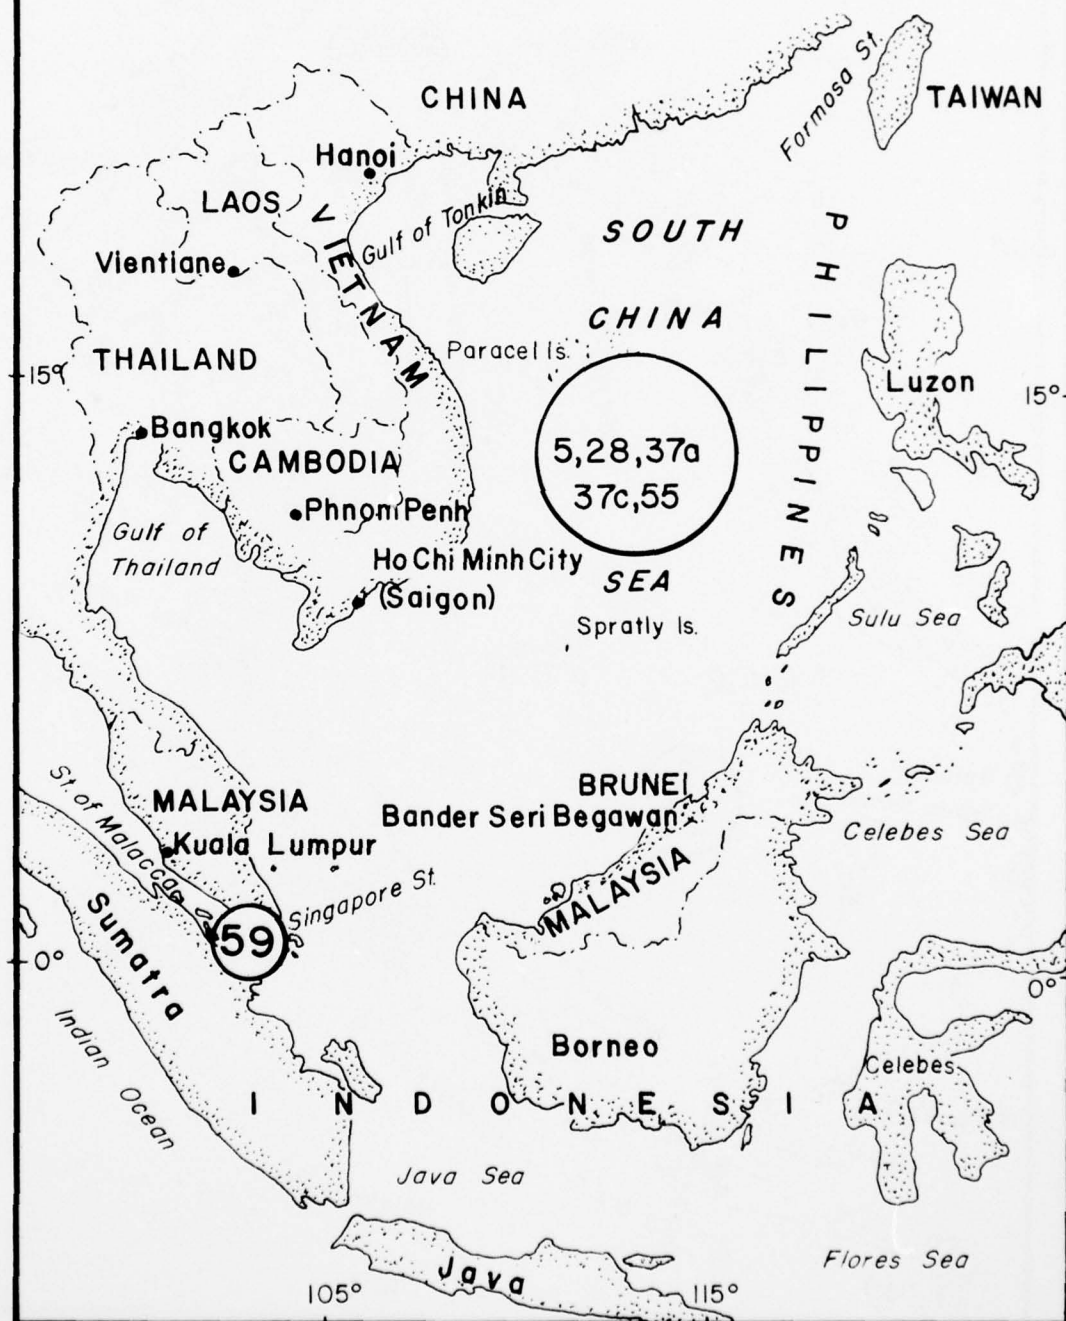 CHINA
Formosa St.
TAIWAN
Hanoi
LAOS
VIETNAM
Gulf of Tonkin
SOUTH
CHINA
SEA
PHILIPPINES
Vientiane
Paracel Is.
THAILAND
15°
Luzon
15°
Bangkok
CAMBODIA
5,28,37a
37c,55
Phnom Penh
Gulf of
Thailand
Ho Chi Minh City
(Saigon)
Spratly Is.
Sulu Sea
St. of Malacca
MALAYSIA
Kuala Lumpur
BRUNEI
Bander Seri Begawan
MALAYSIA
Celebes Sea
Singapore St.
59
Sumatra
0°
0°
Indian Ocean
Borneo
Celebes
INDONESIA
Java Sea
Flores Sea
Java
105°
115°